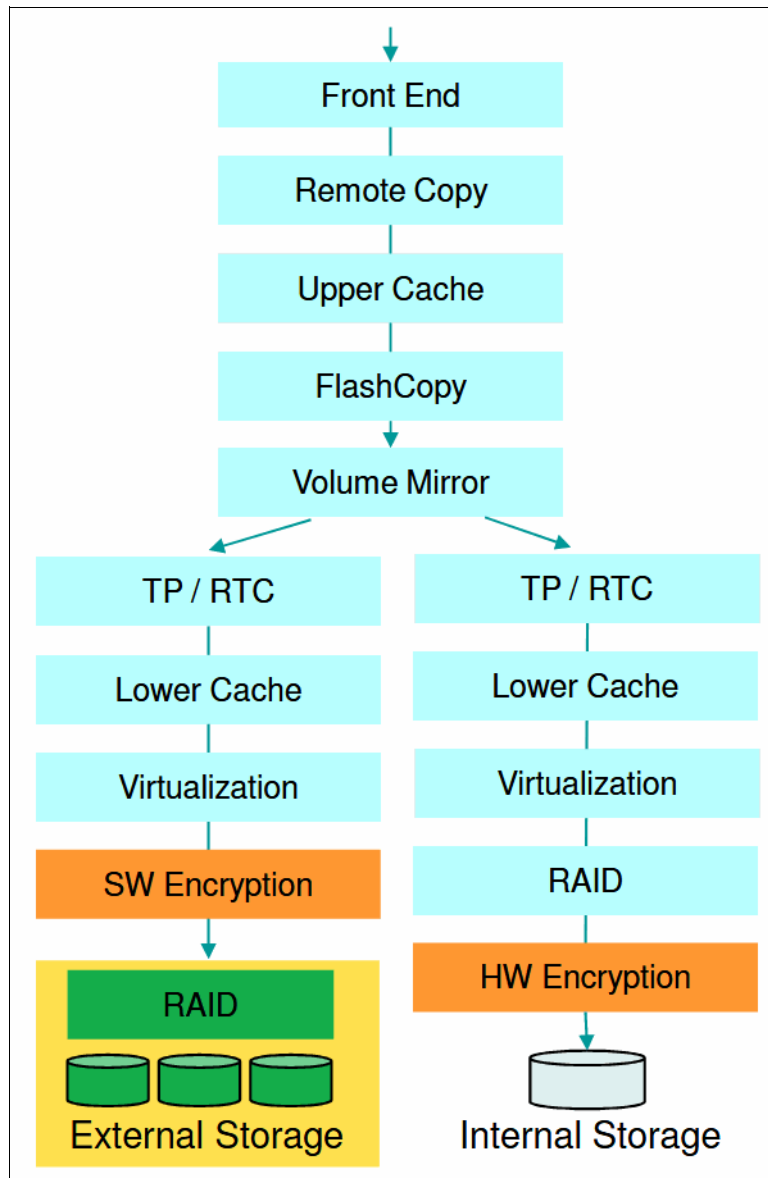 Front End
Remote Copy
Upper Cache
FlashCopy
Volume Mirror
TP / RTC
Lower Cache
Virtualization
SW Encryption
RAID
External Storage
TP / RTC
Lower Cache
Virtualization
RAID
HW Encryption
Internal Storage